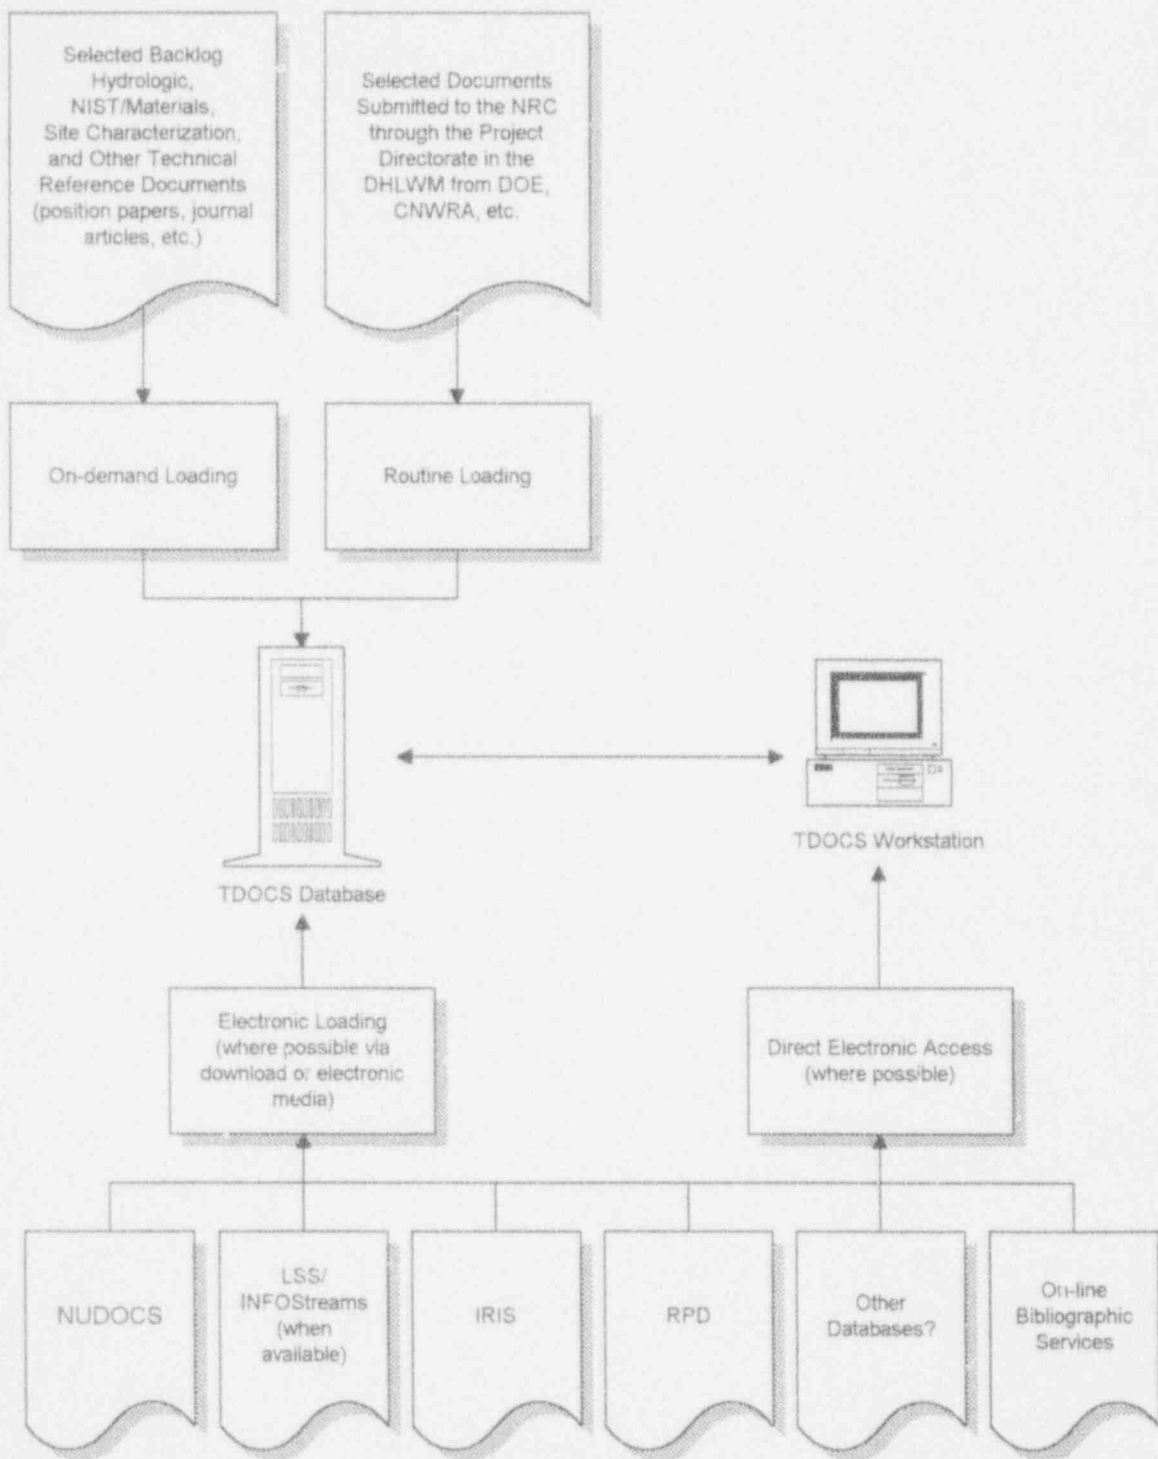 Selected Backlog
Hydrologic,
NIST/Materials,
Site Characterization,
and Other Technical
Reference Documents
(position papers, journal
articles, etc.)
Selected Documents
Submitted to the NRC
through the Project
Directorate in the
DHLWM from DOE,
CNWRA, etc.
On-demand Loading
Routine Loading
TDOCS Database
TDOCS Workstation
Electronic Loading
(where possible via
download or electronic
media)
Direct Electronic Access
(where possible)
NUDOCS
LSS/
INFOStreams
(when
available)
IRIS
RPD
Other
Databases?
On-line
Bibliographic
Services